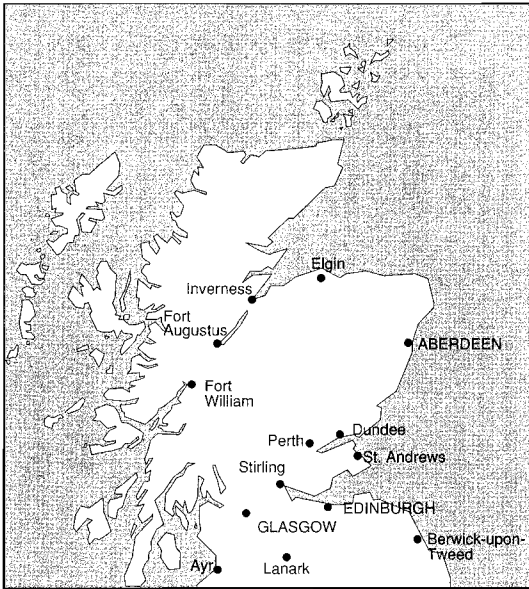 Elgin
Inverness
Fort
Augustus
ABERDEEN
Fort
William
Dundee
Perth
St. Andrews
Stirling
EDINBURGH
GLASGOW
Berwick-upon-
Tweed
Lanark
Ayr